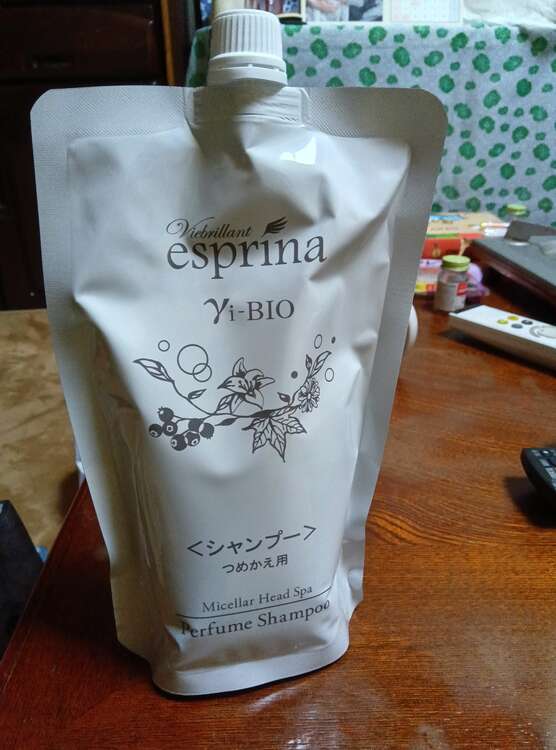 Viebrillant
esprina
γi-BIO
<シャンプー>
つめかえ用
Micellar Head Spa
Perfume Shampoo